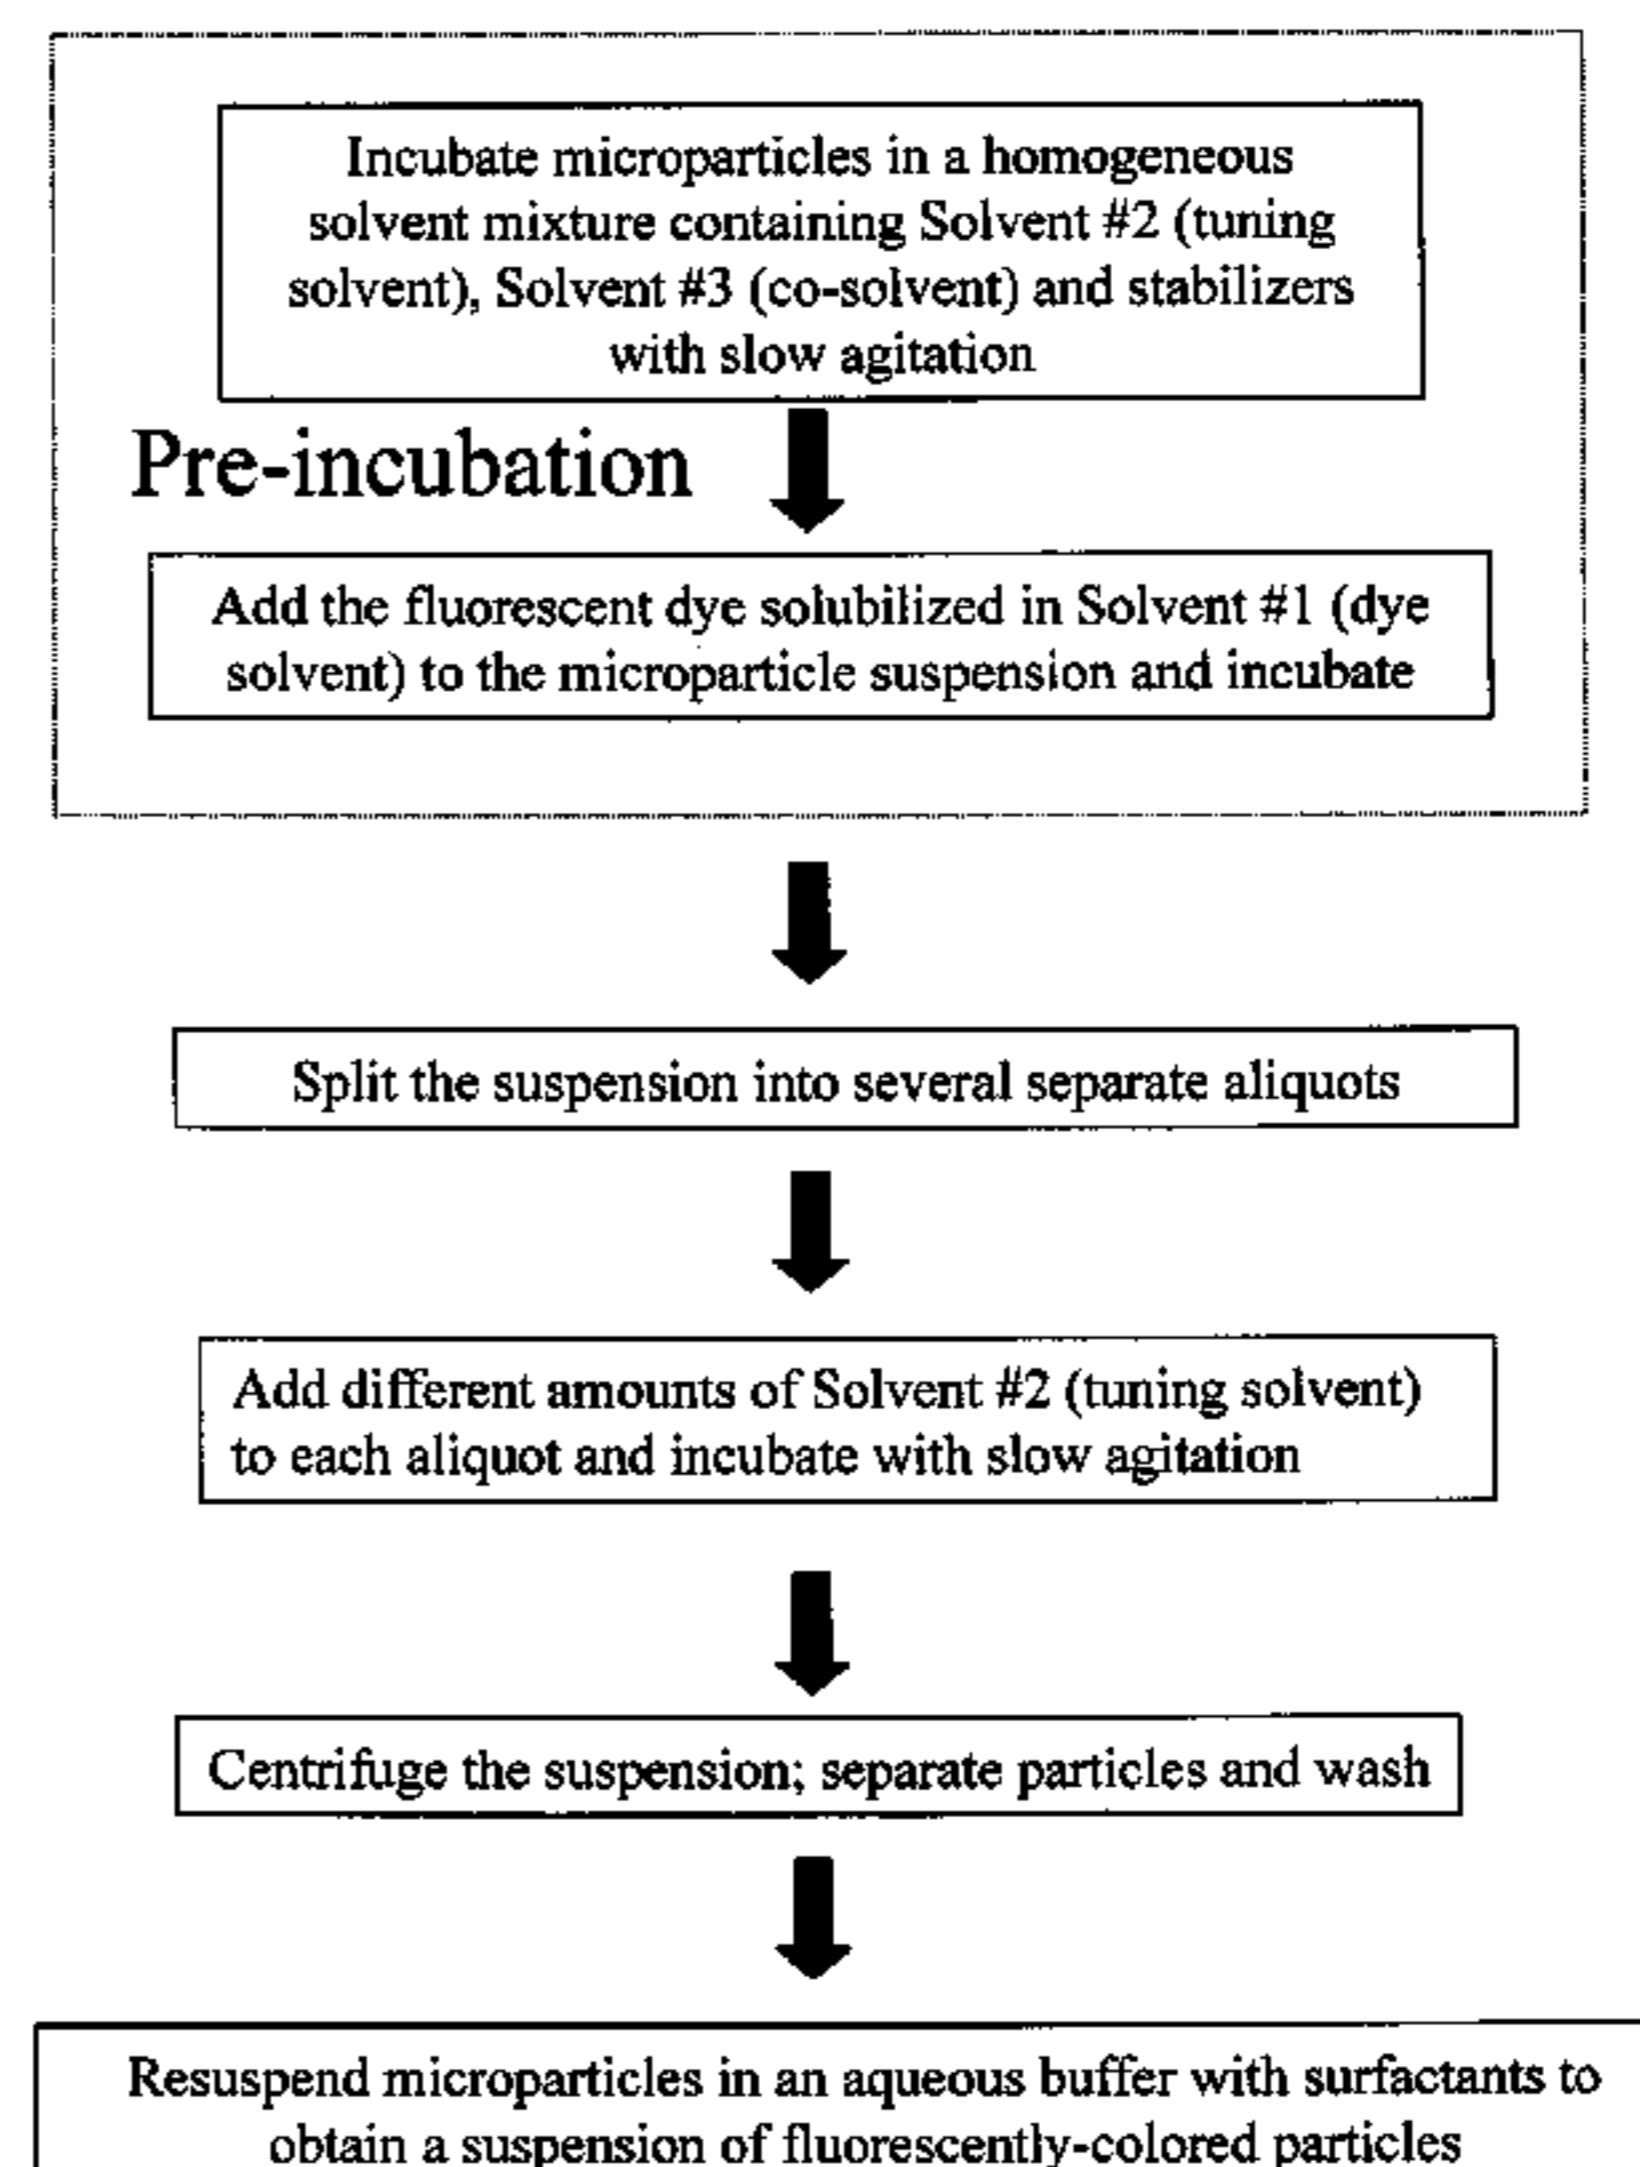 Incubate microparticles in a homogeneous
solvent mixture containing Solvent #2 (tuning
solvent), Solvent #3 (co-solvent) and stabilizers
with slow agitation
Pre-incubation
Add the fluorescent dye solubilized in Solvent #1 (dye
solvent) to the microparticle suspension and incubate
Split the suspension into several separate aliquots
Add different amounts of Solvent #2 (tuning solvent)
to each aliquot and incubate with slow agitation
Centrifuge the suspension; separate particles and wash
Resuspend microparticles in an aqueous buffer with surfactants to
obtain a suspension of fluorescently-colored particles